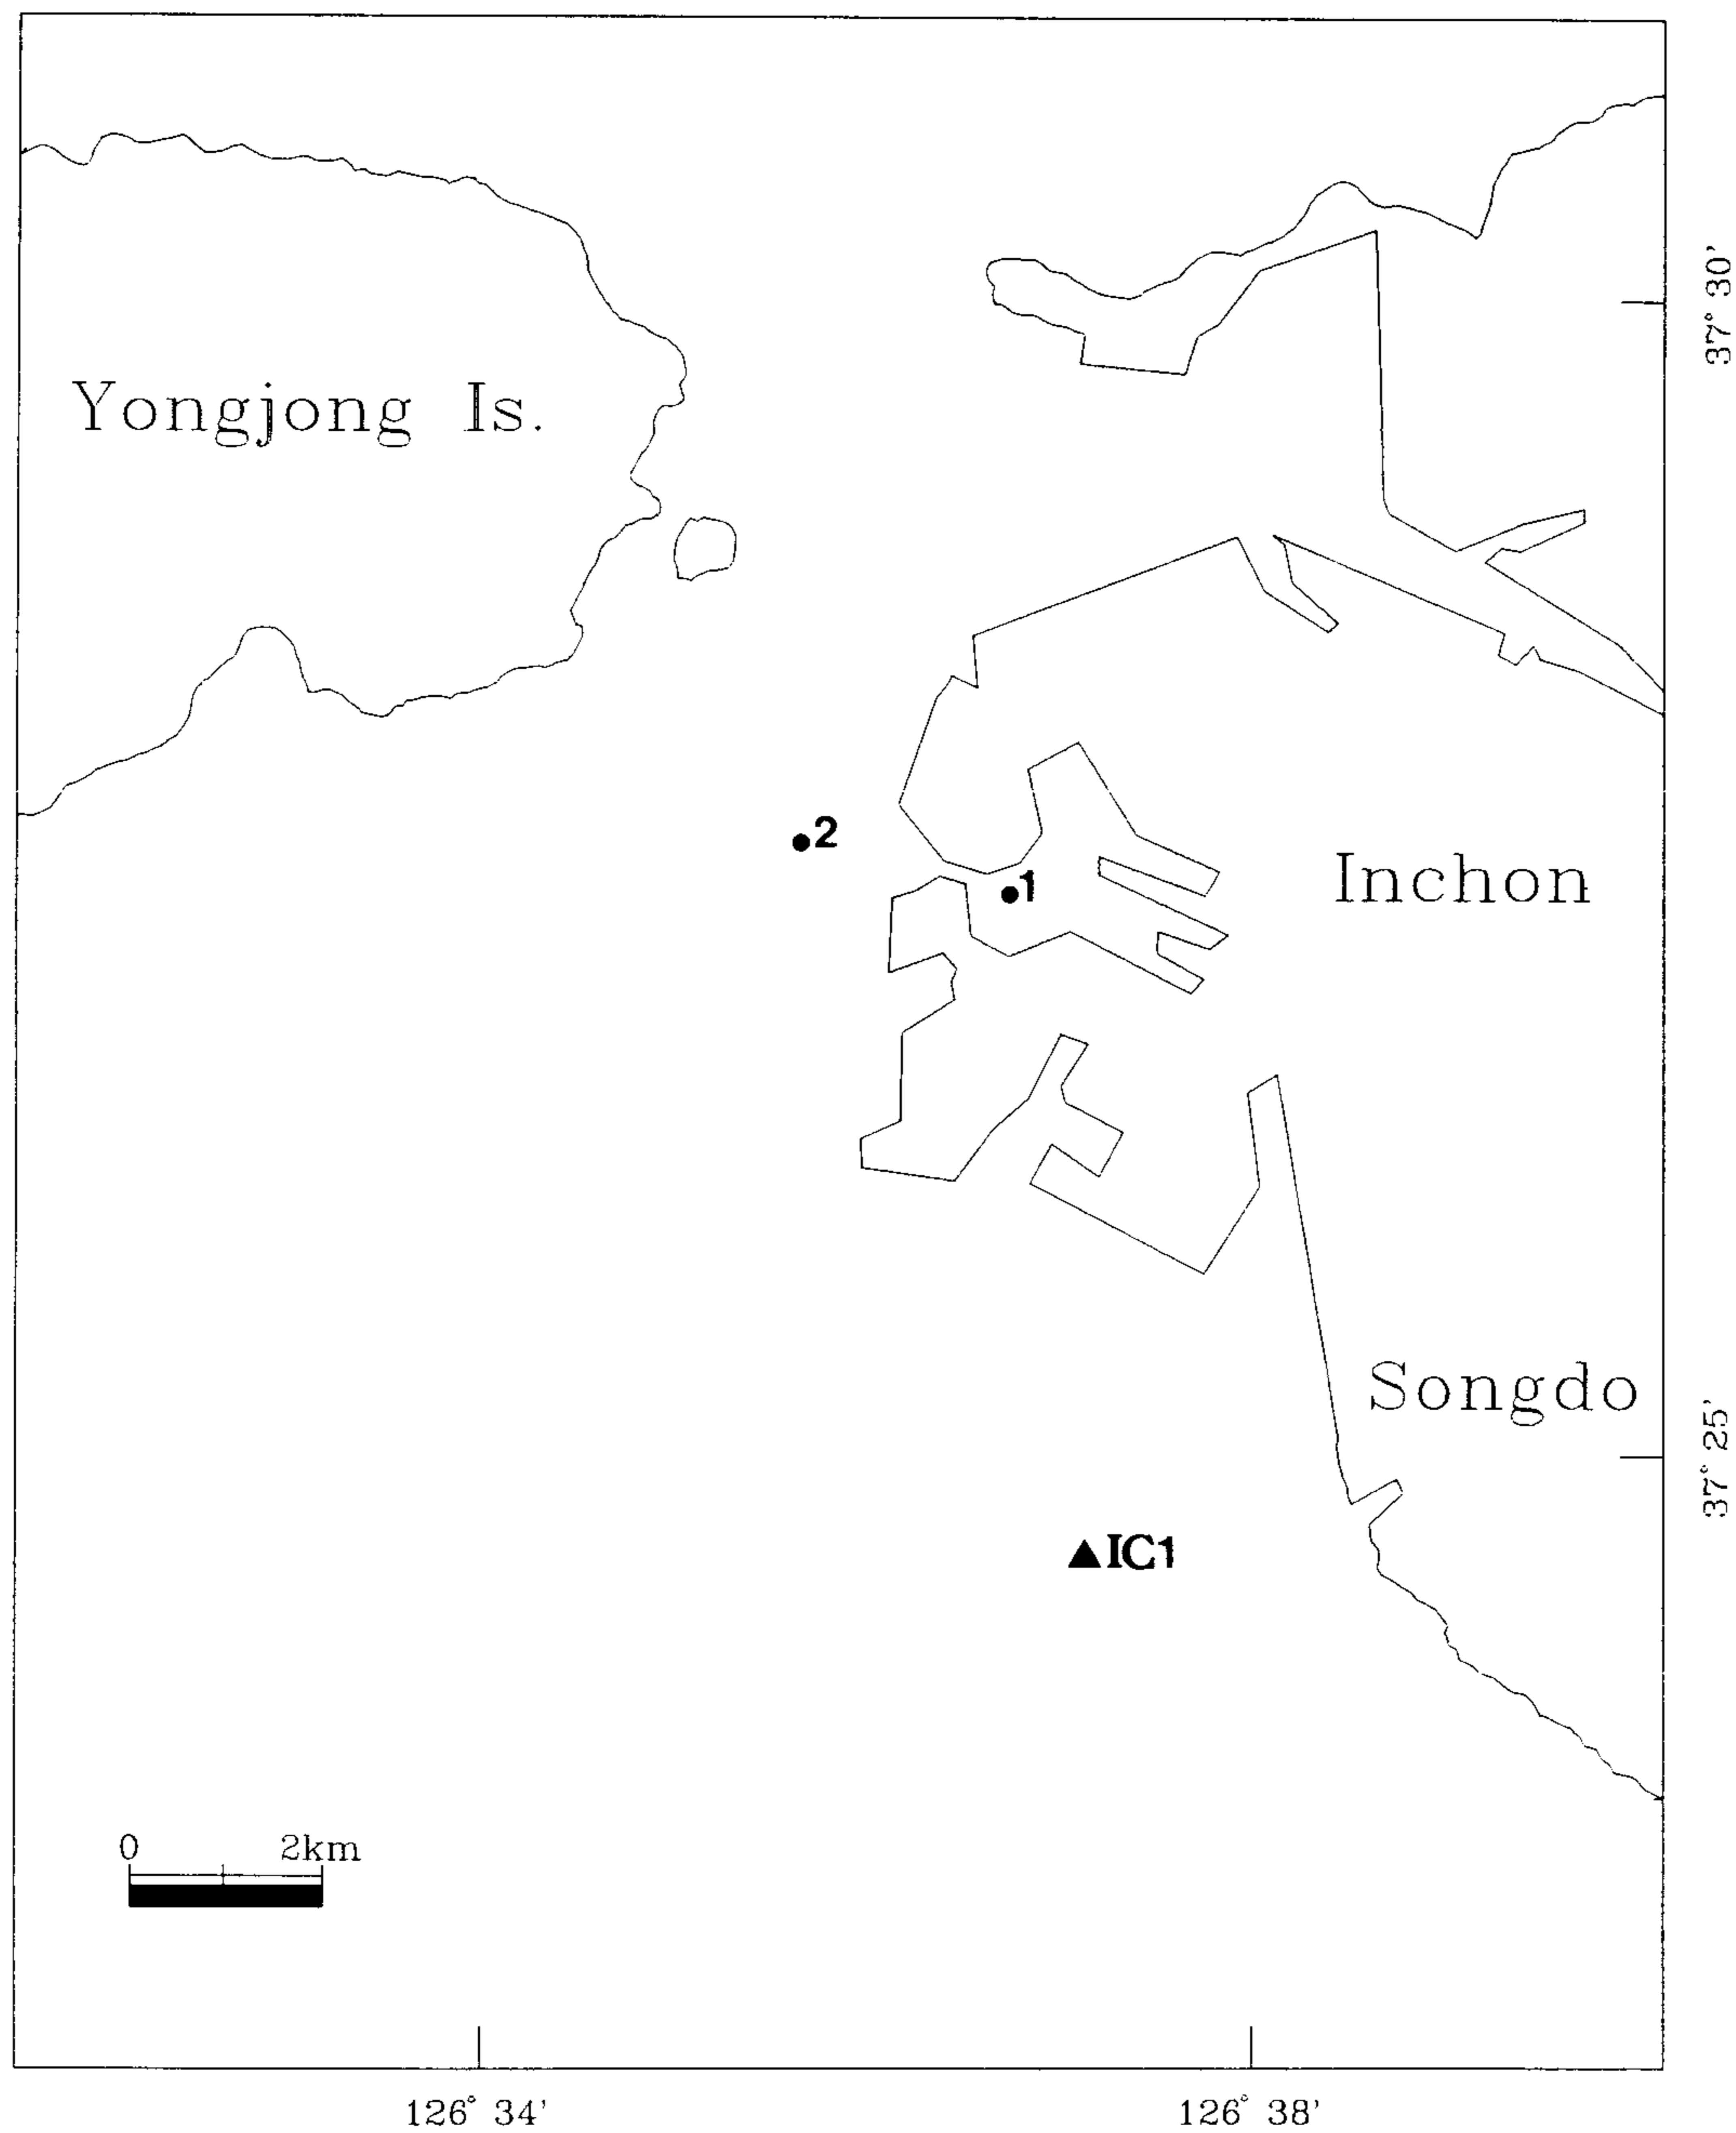 37° 30'
Yongjong Is.
2
1
Inchon
Songdo
37° 25'
IC1
0 2km
126° 34' 126° 38'